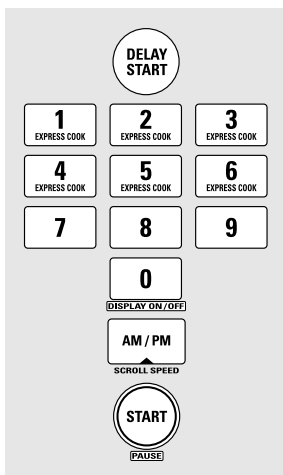 DELAY
START
1 2 3
EXPRESS COOK EXPRESS COOK EXPRESS COOK
4 5 6
EXPRESS COOK EXPRESS COOK EXPRESS COOK
7 8 9
0
DISPLAY ON/OFF
AM / PM
SCROLL SPEED
START
PAUSE